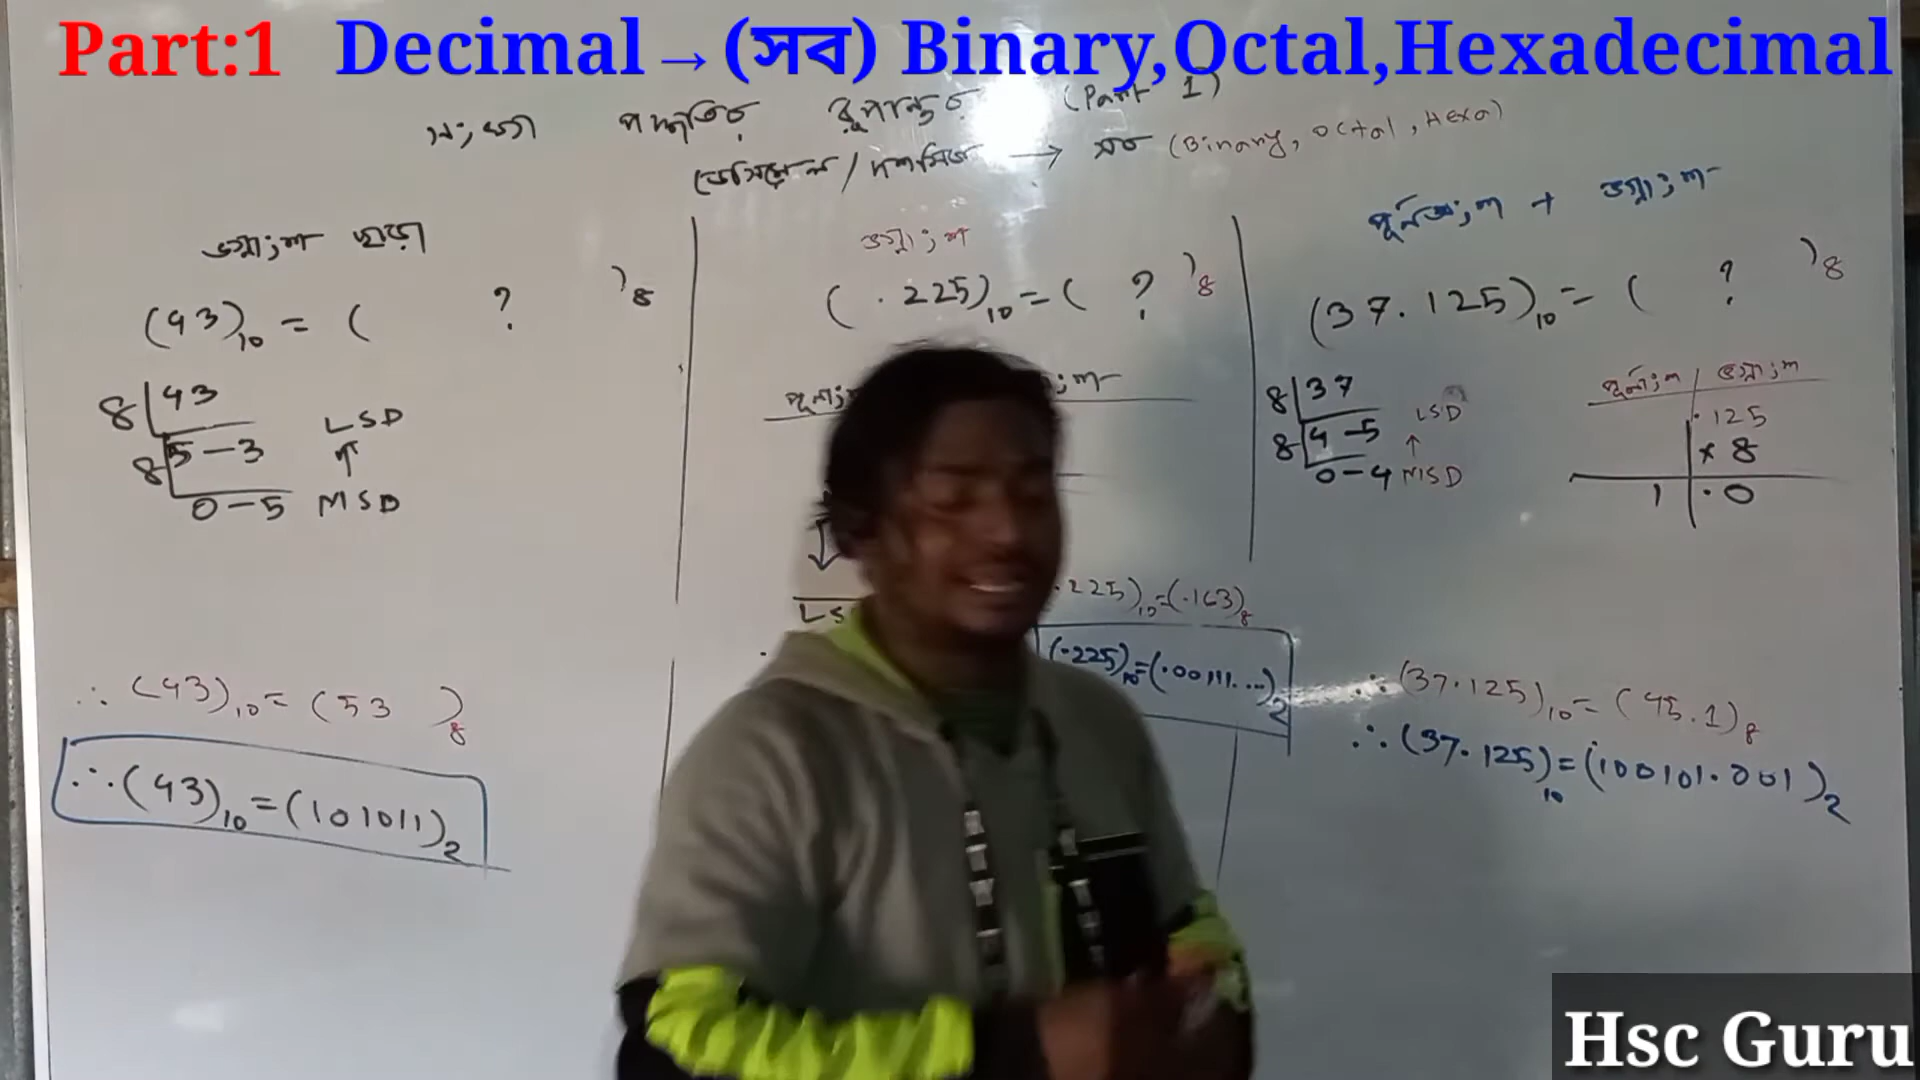 Part:1 Decimal→(সব) Binary,Octal,Hexadecimal
সংখ্যা পদ্ধতির রূপান্তর (Part 1)
ডেসিমেল/দশমিক → সব (Binary, Octal, Hexa)
ভগ্নাংশ ছাড়া
(43)₁₀ = ( ? )₈
8 43
8 5 - 3 LSD
↑
0 - 5 MSD
∴ (43)₁₀ = (53 )₈
∴ (43)₁₀ = (101011)₂
ভগ্নাংশ
( .225)₁₀ = ( ? )₈
↓
LS
.225)₁₀=(.163)₈
(.225)₁₀=(.00111...)₂
পূর্নঅংশ + ভগ্নাংশ
(37.125)₁₀ = ( ? )₈
8 37
8 4 - 5 LSD
↑
0 - 4 MSD
পূর্নাংশ ভগ্নাংশ
.125
× 8
1 .0
∴ (37.125)₁₀ = (45.1)₈
∴ (37.125)₁₀ = (100101.001)₂
Hsc Guru